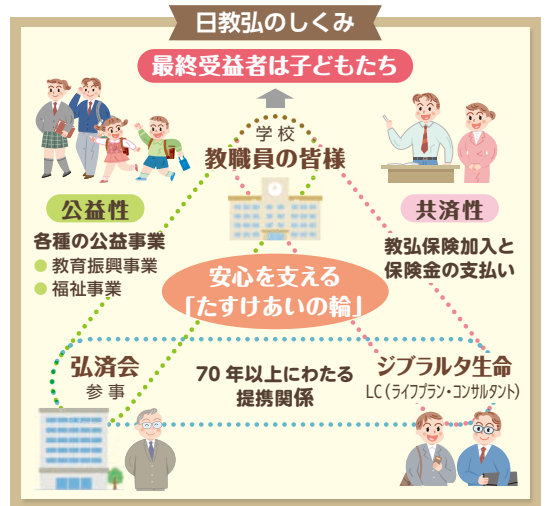 日教弘のしくみ
最終受益者は子どもたち
学校
教職員の皆様
公益性
各種の公益事業
● 教育振興事業
● 福祉事業
共済性
教弘保険加入と
保険金の支払い
安心を支える
「たすけあいの輪」
弘済会
参事
70年以上にわたる
提携関係
ジブラルタ生命
LC（ライフプラン・コンサルタント）